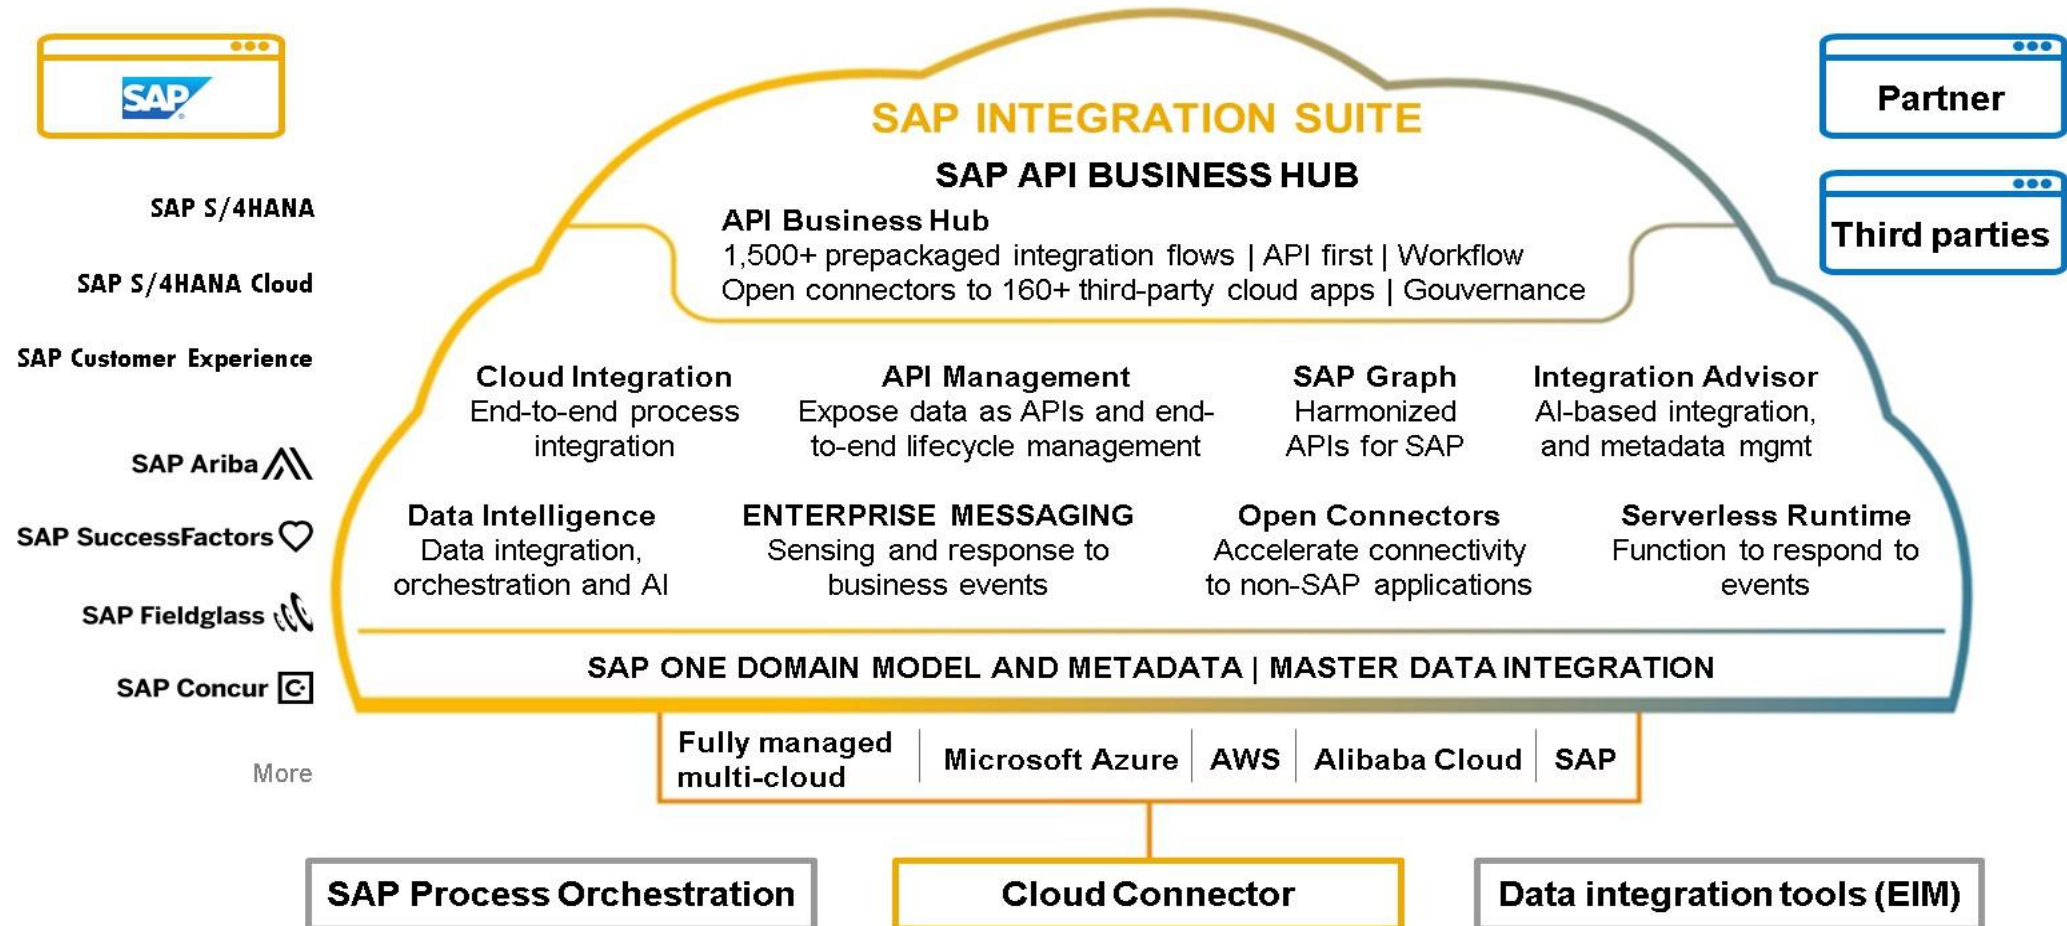 SAP
SAP S/4HANA
SAP S/4HANA Cloud
SAP Customer Experience
SAP Ariba
SAP SuccessFactors
SAP Fieldglass
SAP Concur
More
SAP INTEGRATION SUITE
SAP API BUSINESS HUB
API Business Hub
1,500+ prepackaged integration flows | API first | Workflow
Open connectors to 160+ third-party cloud apps | Gouvernance
Cloud Integration
End-to-end process
integration
API Management
Expose data as APIs and end-
to-end lifecycle management
SAP Graph
Harmonized
APIs for SAP
Integration Advisor
AI-based integration,
and metadata mgmt
Data Intelligence
Data integration,
orchestration and AI
ENTERPRISE MESSAGING
Sensing and response to
business events
Open Connectors
Accelerate connectivity
to non-SAP applications
Serverless Runtime
Function to respond to
events
SAP ONE DOMAIN MODEL AND METADATA | MASTER DATA INTEGRATION
Fully managed
multi-cloud
Microsoft Azure
AWS
Alibaba Cloud
SAP
Partner
Third parties
SAP Process Orchestration
Cloud Connector
Data integration tools (EIM)